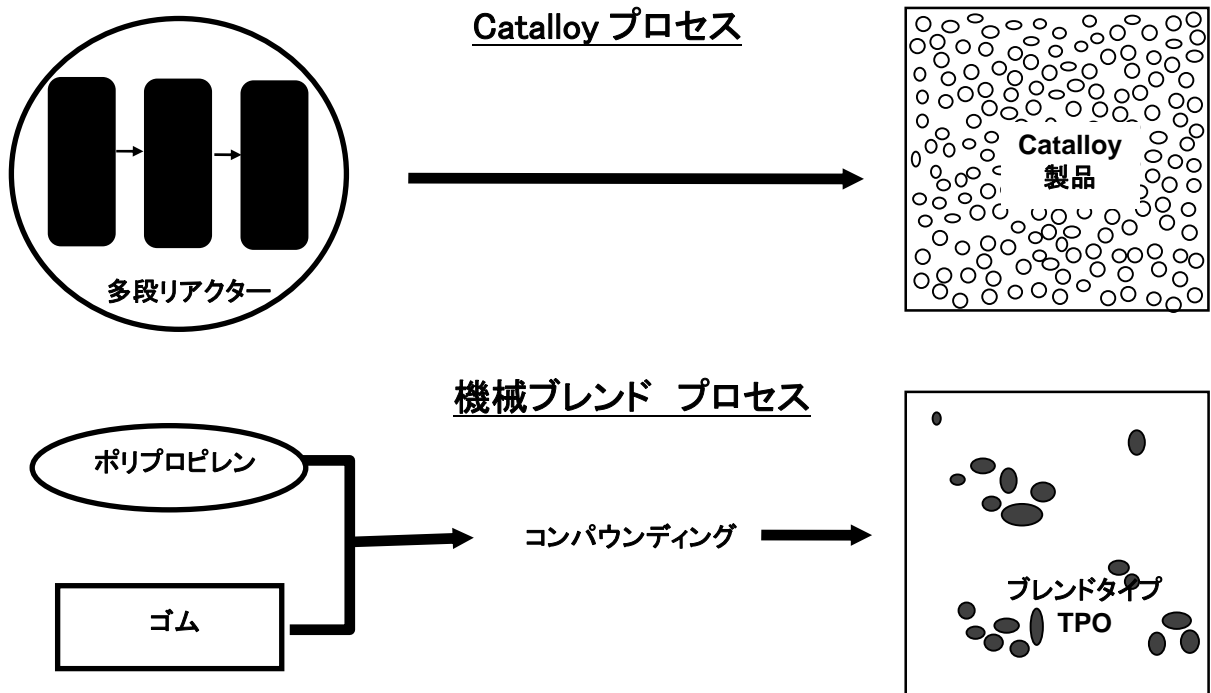 Catalloy プロセス
多段リアクター
Catalloy
製品
機械ブレンド　プロセス
ポリプロピレン
ゴム
コンパウンディング
ブレンドタイプ
TPO